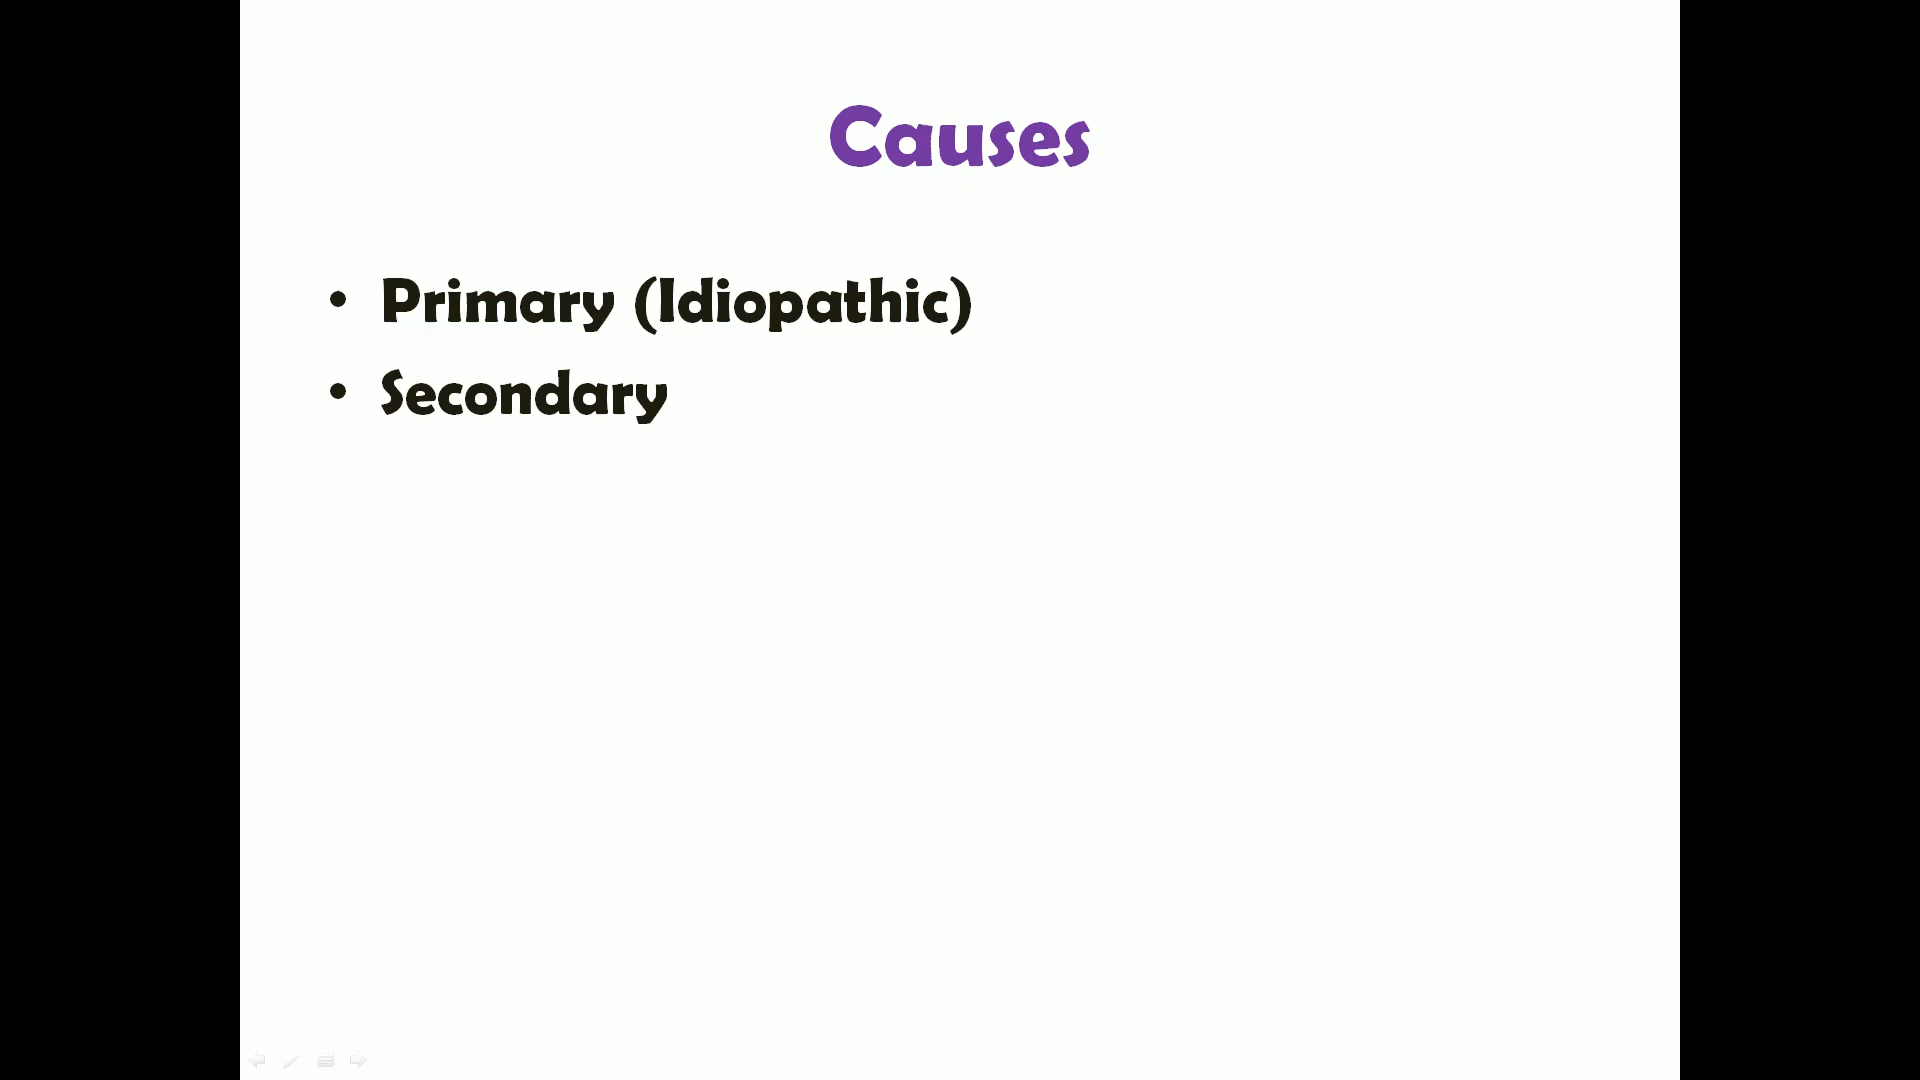 Causes
• Primary (Idiopathic)
• Secondary